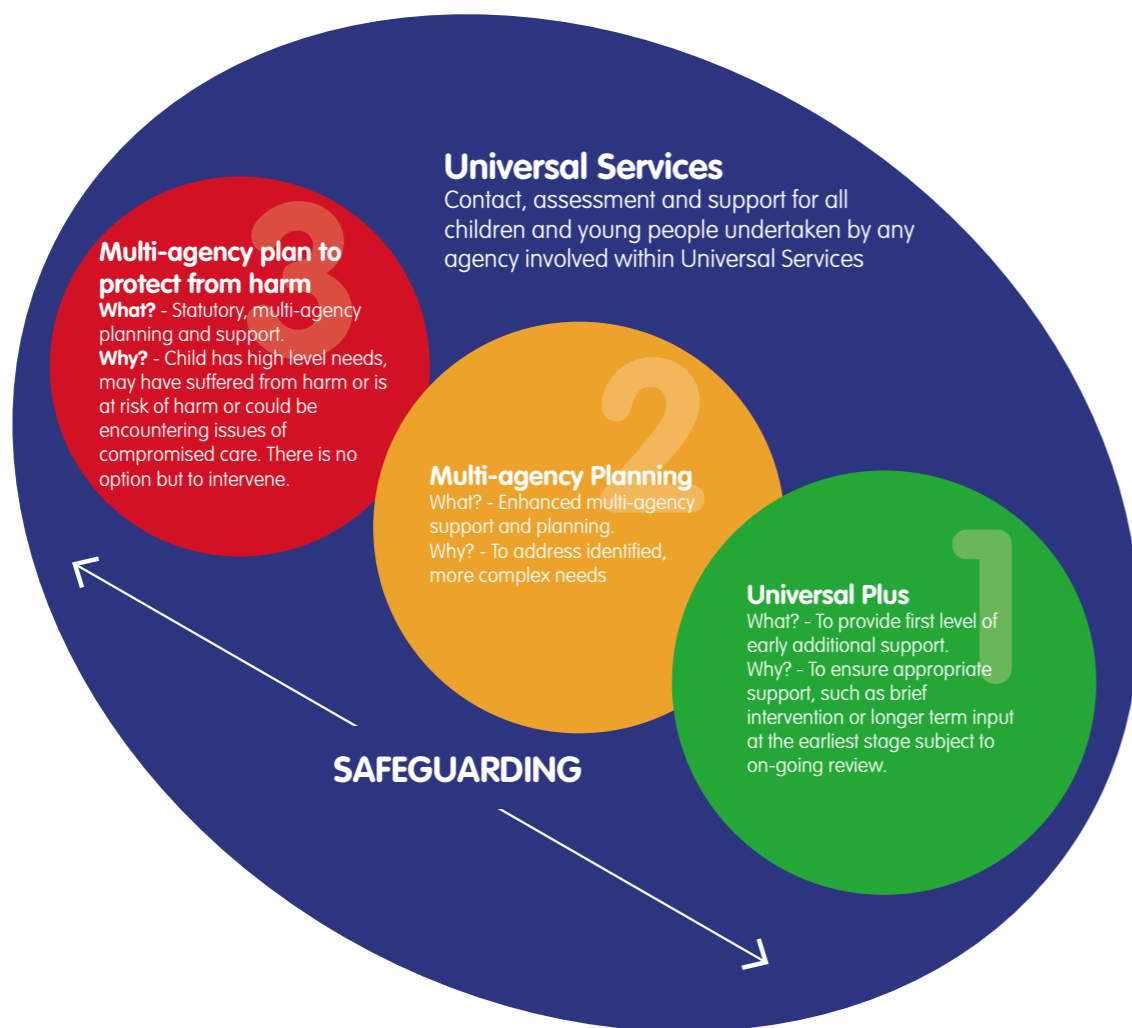 Universal Services
Contact, assessment and support for all
children and young people undertaken by any
agency involved within Universal Services
3
Multi-agency plan to
protect from harm
What? - Statutory, multi-agency
planning and support.
Why? - Child has high level needs,
may have suffered from harm or is
at risk of harm or could be
encountering issues of
compromised care. There is no
option but to intervene.
2
Multi-agency Planning
What? - Enhanced multi-agency
support and planning.
Why? - To address identified,
more complex needs
1
Universal Plus
What? - To provide first level of
early additional support.
Why? - To ensure appropriate
support, such as brief
intervention or longer term input
at the earliest stage subject to
on-going review.
SAFEGUARDING